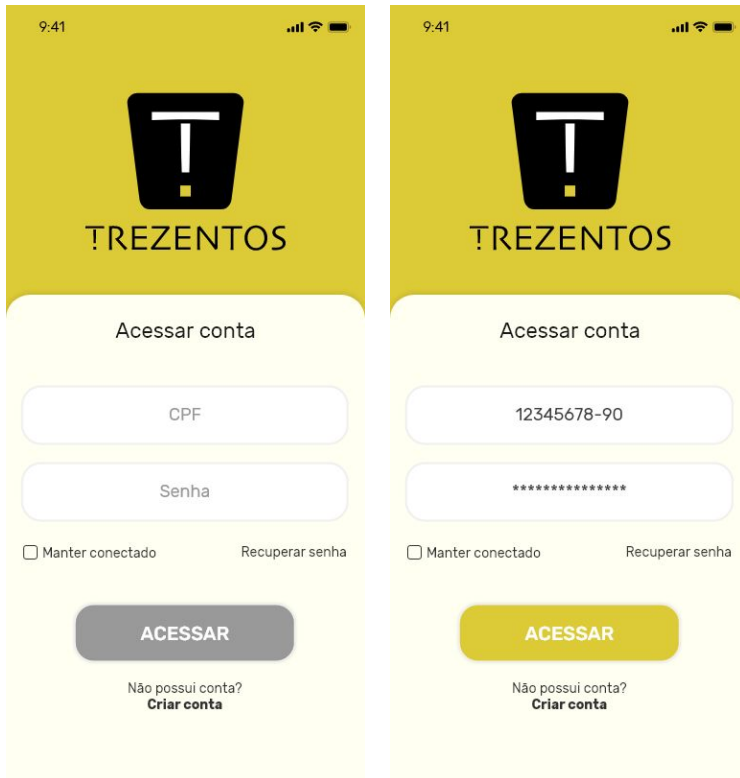 9:41
TREZENTOS
Acessar conta
CPF
Senha
Manter conectado Recuperar senha
ACESSAR
Não possui conta?
Criar conta
9:41
TREZENTOS
Acessar conta
12345678-90
***************
Manter conectado Recuperar senha
ACESSAR
Não possui conta?
Criar conta